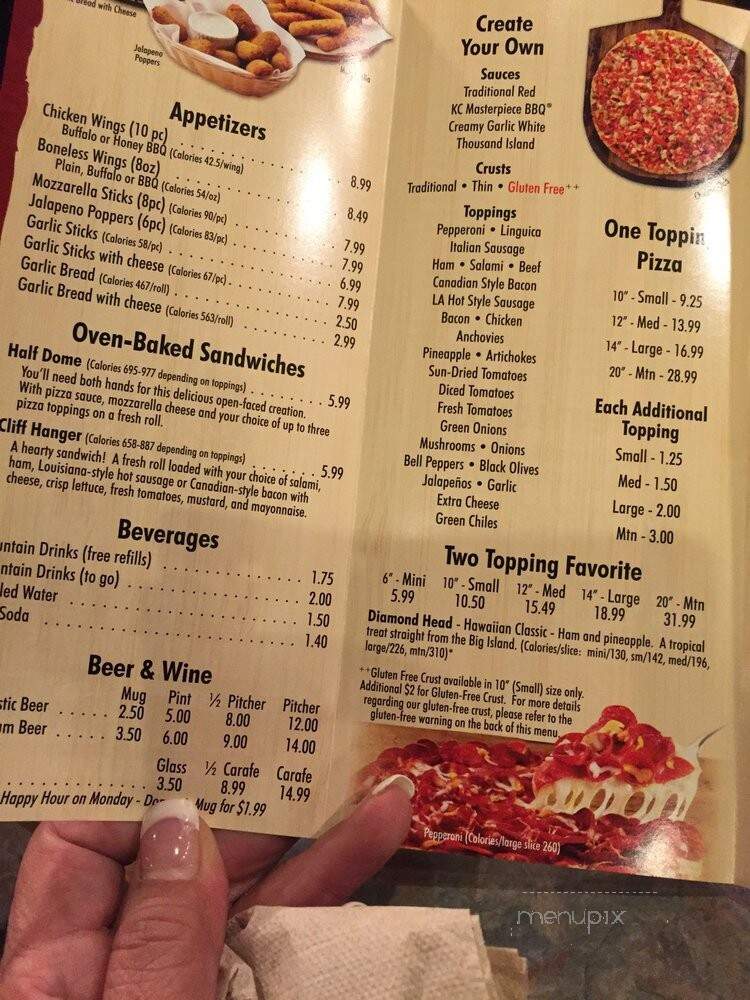 Bread with Cheese
Jalapeno
Poppers
Appetizers
Chicken Wings (10 pc) . . . 8.99
Buffalo or Honey BBQ (Calories 42.5/wing)
Boneless Wings (8oz) . . . 8.49
Plain, Buffalo or BBQ (Calories 54/oz)
Mozzarella Sticks (8pc) (Calories 90/pc) . . . 7.99
Jalapeno Poppers (6pc) (Calories 83/pc) . . . 7.99
Garlic Sticks (Calories 58/pc) . . . 6.99
Garlic Sticks with cheese (Calories 67/pc) . . . 7.99
Garlic Bread (Calories 467/roll) . . . 2.50
Garlic Bread with cheese (Calories 563/roll) . . . 2.99
Oven-Baked Sandwiches
Half Dome (Calories 695-977 depending on toppings) . . . 5.99
You'll need both hands for this delicious open-faced creation.
With pizza sauce, mozzarella cheese and your choice of up to three
pizza toppings on a fresh roll.
Cliff Hanger (Calories 658-887 depending on toppings) . . . 5.99
A hearty sandwich! A fresh roll loaded with your choice of salami,
ham, Louisiana-style hot sausage or Canadian-style bacon with
cheese, crisp lettuce, fresh tomatoes, mustard, and mayonnaise.
Beverages
untain Drinks (free refills) . . . 1.75
ntain Drinks (to go) . . . 2.00
led Water . . . 1.50
Soda . . . 1.40
Beer & Wine
Mug Pint ½ Pitcher Pitcher
stic Beer . . . . . 2.50 5.00 8.00 12.00
m Beer . . . . . 3.50 6.00 9.00 14.00
Glass ½ Carafe Carafe
. . . 3.50 8.99 14.99
Happy Hour on Monday - Mug for $1.99
Create
Your Own
Sauces
Traditional Red
KC Masterpiece BBQ®
Creamy Garlic White
Thousand Island
Crusts
Traditional • Thin • Gluten Free++
Toppings
Pepperoni • Linguica
Italian Sausage
Ham • Salami • Beef
Canadian Style Bacon
LA Hot Style Sausage
Bacon • Chicken
Anchovies
Pineapple • Artichokes
Sun-Dried Tomatoes
Diced Tomatoes
Fresh Tomatoes
Green Onions
Mushrooms • Onions
Bell Peppers • Black Olives
Jalapeños • Garlic
Extra Cheese
Green Chiles
One Toppin
Pizza
10" - Small - 9.25
12" - Med - 13.99
14" - Large - 16.99
20" - Mtn - 28.99
Each Additional
Topping
Small - 1.25
Med - 1.50
Large - 2.00
Mtn - 3.00
Two Topping Favorite
6" - Mini 10" - Small 12" - Med 14" - Large 20" - Mtn
5.99 10.50 15.49 18.99 31.99
Diamond Head - Hawaiian Classic - Ham and pineapple. A tropical
treat straight from the Big Island. (Calories/slice: mini/130, sm/142, med/196,
large/226, mtn/310)*
++Gluten Free Crust available in 10" (Small) size only.
Additional $2 for Gluten-Free Crust. For more details
regarding our gluten-free crust, please refer to the
gluten-free warning on the back of this menu.
Pepperoni (Calories/large slice 260)
menupix